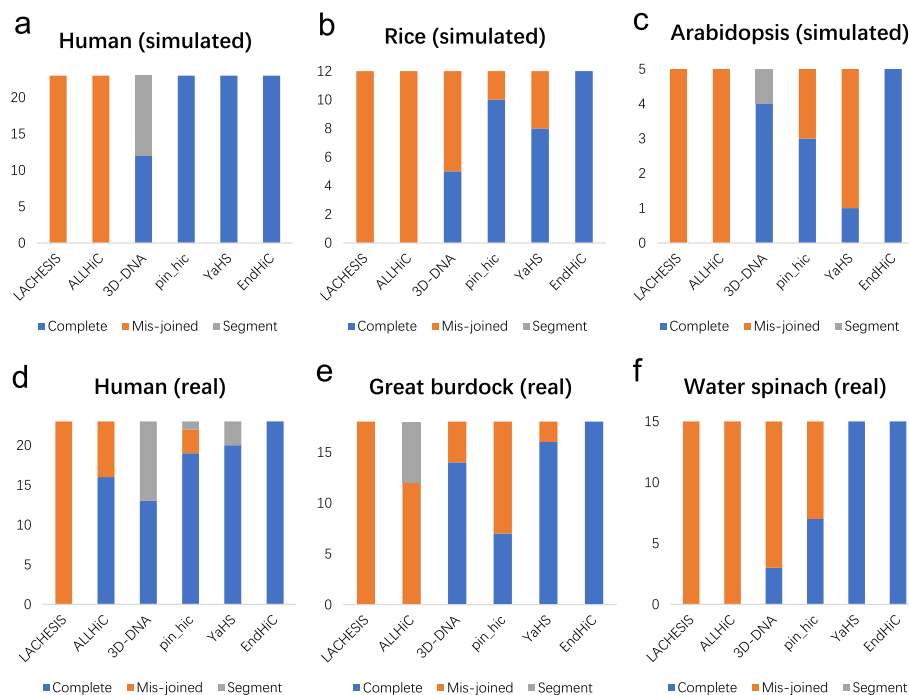 a
Human (simulated)
20
15
10
5
0
LACHESIS
ALLHiC
3D-DNA
pin_hic
YaHS
EndHiC
Complete Mis-joined Segment
b
Rice (simulated)
12
10
8
6
4
2
0
LACHESIS
ALLHiC
3D-DNA
pin_hic
YaHS
EndHiC
Complete Mis-joined Segment
c
Arabidopsis (simulated)
5
4
3
2
1
0
LACHESIS
ALLHiC
3D-DNA
pin_hic
YaHS
EndHiC
Complete Mis-joined Segment
d
Human (real)
20
15
10
5
0
LACHESIS
ALLHiC
3D-DNA
pin_hic
YaHS
EndHiC
Complete Mis-joined Segment
e
Great burdock (real)
15
10
5
0
LACHESIS
ALLHiC
3D-DNA
pin_hic
YaHS
EndHiC
Complete Mis-joined Segment
f
Water spinach (real)
15
10
5
0
LACHESIS
ALLHiC
3D-DNA
pin_hic
YaHS
EndHiC
Complete Mis-joined Segment